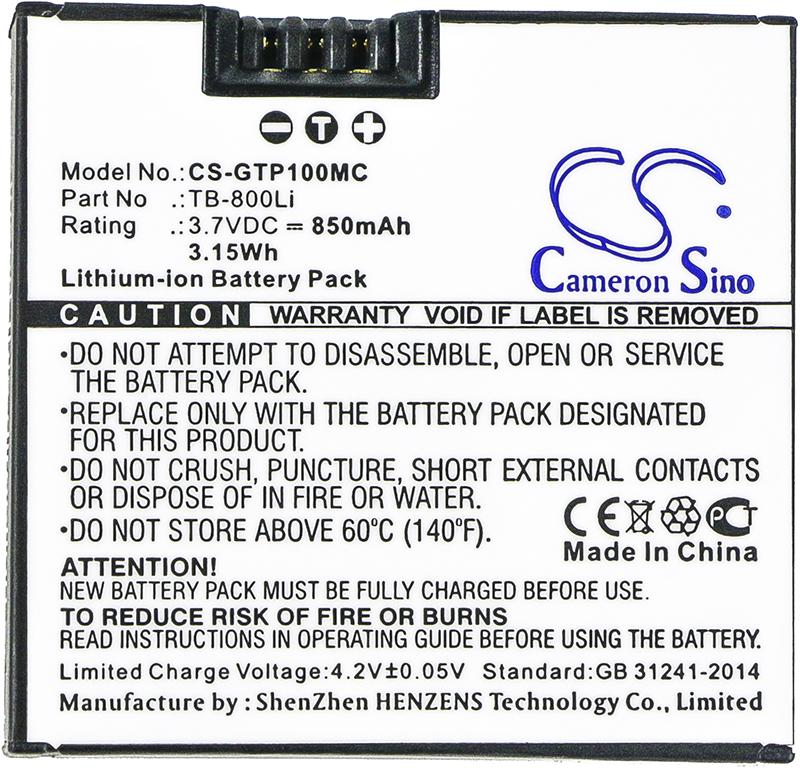 − T +
Model No.: CS-GTP100MC
Part No .: TB-800Li
Rating .: 3.7VDC ⎓ 850mAh
3.15Wh
Lithium-ion Battery Pack
CS
Cameron Sino
CAUTION WARRANTY VOID IF LABEL IS REMOVED
•DO NOT ATTEMPT TO DISASSEMBLE, OPEN OR SERVICE
THE BATTERY PACK.
•REPLACE ONLY WITH THE BATTERY PACK DESIGNATED
FOR THIS PRODUCT.
•DO NOT CRUSH, PUNCTURE, SHORT EXTERNAL CONTACTS
OR DISPOSE OF IN FIRE OR WATER.
•DO NOT STORE ABOVE 60ºC (140ºF).
CE PCT
Made In China
ATTENTION!
NEW BATTERY PACK MUST BE FULLY CHARGED BEFORE USE.
TO REDUCE RISK OF FIRE OR BURNS
READ INSTRUCTIONS IN OPERATING GUIDE BEFORE USING BATTERY
Limited Charge Voltage:4.2V±0.05V Standard:GB 31241-2014
Manufacture by : ShenZhen HENZENS Technology Co., Limited